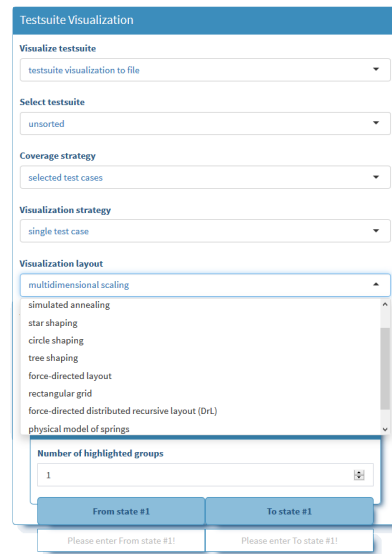 Testsuite Visualization
Visualize testsuite
testsuite visualization to file
Select testsuite
unsorted
Coverage strategy
selected test cases
Visualization strategy
single test case
Visualization layout
multidimensional scaling
simulated annealing
star shaping
circle shaping
tree shaping
force-directed layout
rectangular grid
force-directed distributed recursive layout (DrL)
physical model of springs
Number of highlighted groups
1
From state #1 To state #1
Please enter From state #1! Please enter To state #1!